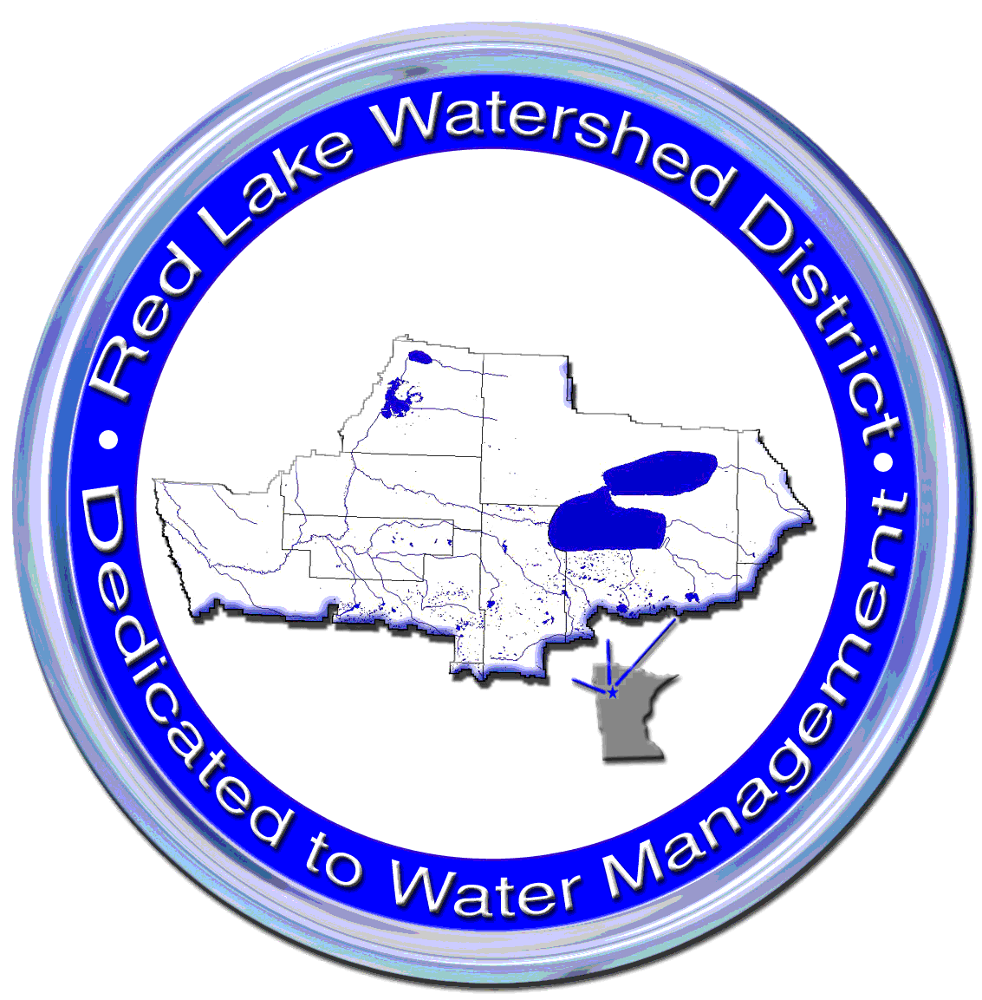 Red Lake Watershed District
Dedicated to Water Management